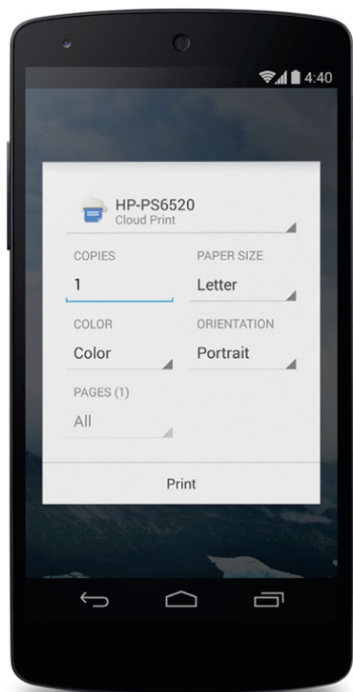 4:40
HP-PS6520
Cloud Print
COPIES
PAPER SIZE
1
Letter
COLOR
ORIENTATION
Color
Portrait
PAGES (1)
All
Print